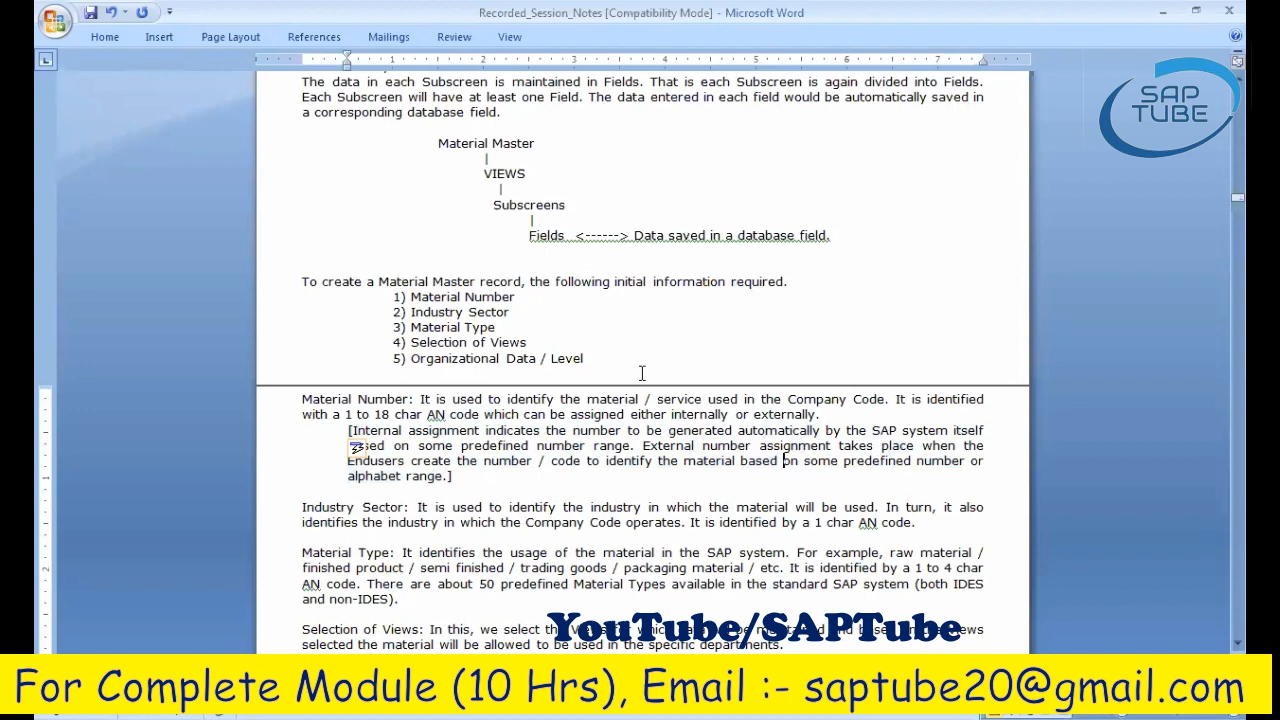 Recorded_Session_Notes [Compatibility Mode] - Microsoft Word
Home Insert Page Layout References Mailings Review View
1 2 3 4 5 6 7
The data in each Subscreen is maintained in Fields. That is each Subscreen is again divided into Fields.
Each Subscreen will have at least one Field. The data entered in each field would be automatically saved in
a corresponding database field.
SAP
TUBE
Material Master
|
VIEWS
|
Subscreens
|
Fields <------> Data saved in a database field.
To create a Material Master record, the following initial information required.
1) Material Number
2) Industry Sector
3) Material Type
4) Selection of Views
5) Organizational Data / Level
Material Number: It is used to identify the material / service used in the Company Code. It is identified
with a 1 to 18 char AN code which can be assigned either internally or externally.
[Internal assignment indicates the number to be generated automatically by the SAP system itself
on some predefined number range. External number assignment takes place when the
Endusers create the number / code to identify the material based on some predefined number or
alphabet range.]
Industry Sector: It is used to identify the industry in which the material will be used. In turn, it also
identifies the industry in which the Company Code operates. It is identified by a 1 char AN code.
Material Type: It identifies the usage of the material in the SAP system. For example, raw material /
finished product / semi finished / trading goods / packaging material / etc. It is identified by a 1 to 4 char
AN code. There are about 50 predefined Material Types available in the standard SAP system (both IDES
and non-IDES).
Selection of Views: In this, we select the
YouTube/SAPTube
selected the material will be allowed to be used in the specific departments.
For Complete Module (10 Hrs), Email :- saptube20@gmail.com